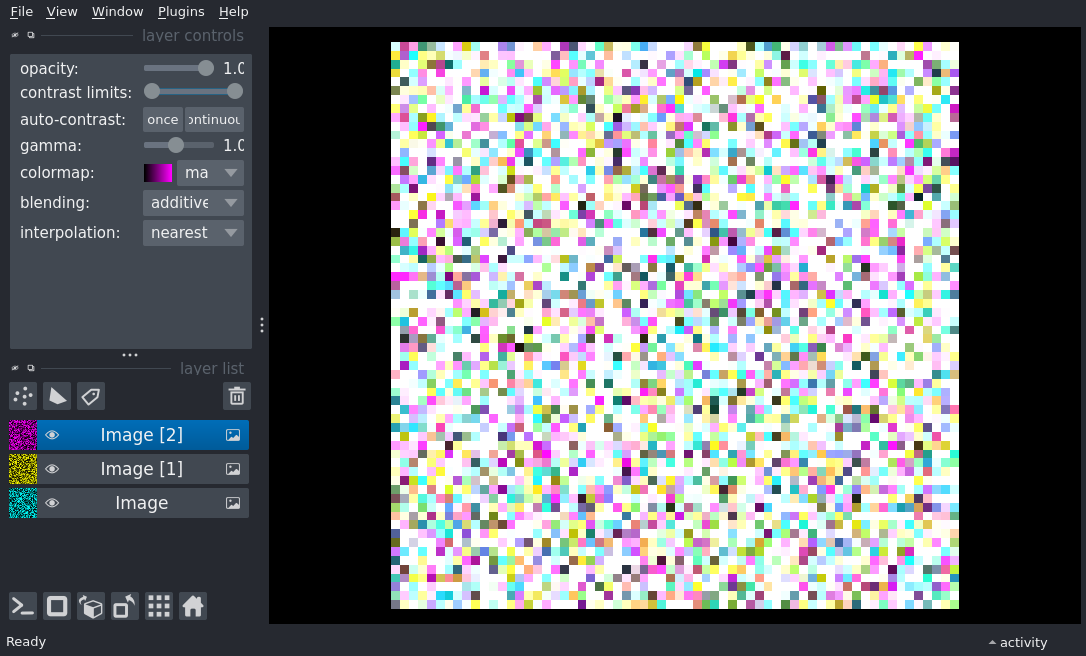 File View Window Plugins Help
layer controls
opacity: 1.0
contrast limits:
auto-contrast: once ontinuou
gamma: 1.0
colormap: ma
blending: additive
interpolation: nearest
layer list
Image [2]
Image [1]
Image
Ready
activity